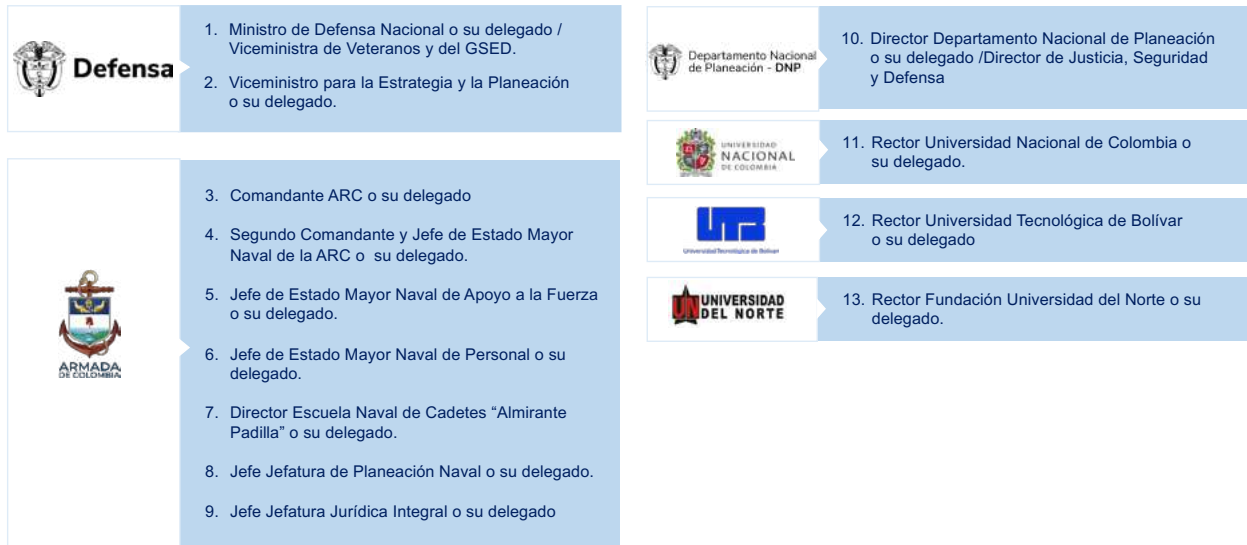 Defensa
1. Ministro de Defensa Nacional o su delegado /
Viceministra de Veteranos y del GSED.
2. Viceministro para la Estrategia y la Planeación
o su delegado.
ARMADA
DE COLOMBIA
3. Comandante ARC o su delegado
4. Segundo Comandante y Jefe de Estado Mayor
Naval de la ARC o su delegado.
5. Jefe de Estado Mayor Naval de Apoyo a la Fuerza
o su delegado.
6. Jefe de Estado Mayor Naval de Personal o su
delegado.
7. Director Escuela Naval de Cadetes “Almirante
Padilla” o su delegado.
8. Jefe Jefatura de Planeación Naval o su delegado.
9. Jefe Jefatura Jurídica Integral o su delegado
Departamento Nacional
de Planeación - DNP
10. Director Departamento Nacional de Planeación
o su delegado /Director de Justicia, Seguridad
y Defensa
UNIVERSIDAD
NACIONAL
DE COLOMBIA
11. Rector Universidad Nacional de Colombia o
su delegado.
UTB
Universidad Tecnológica de Bolívar
12. Rector Universidad Tecnológica de Bolívar
o su delegado
UN
UNIVERSIDAD
DEL NORTE
13. Rector Fundación Universidad del Norte o su
delegado.